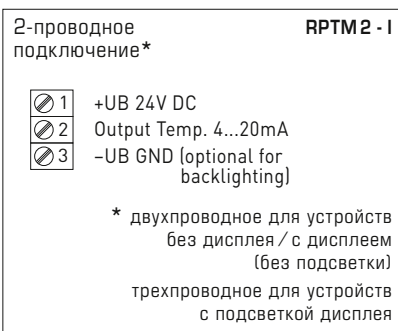 2-проводное RPTM 2 - I
подключение*
1 +UB 24V DC
2 Output Temp. 4...20mA
3 –UB GND (optional for
backlighting)
* двухпроводное для устройств
без дисплея / с дисплеем
(без подсветки)
трехпроводное для устройств
с подсветкой дисплея